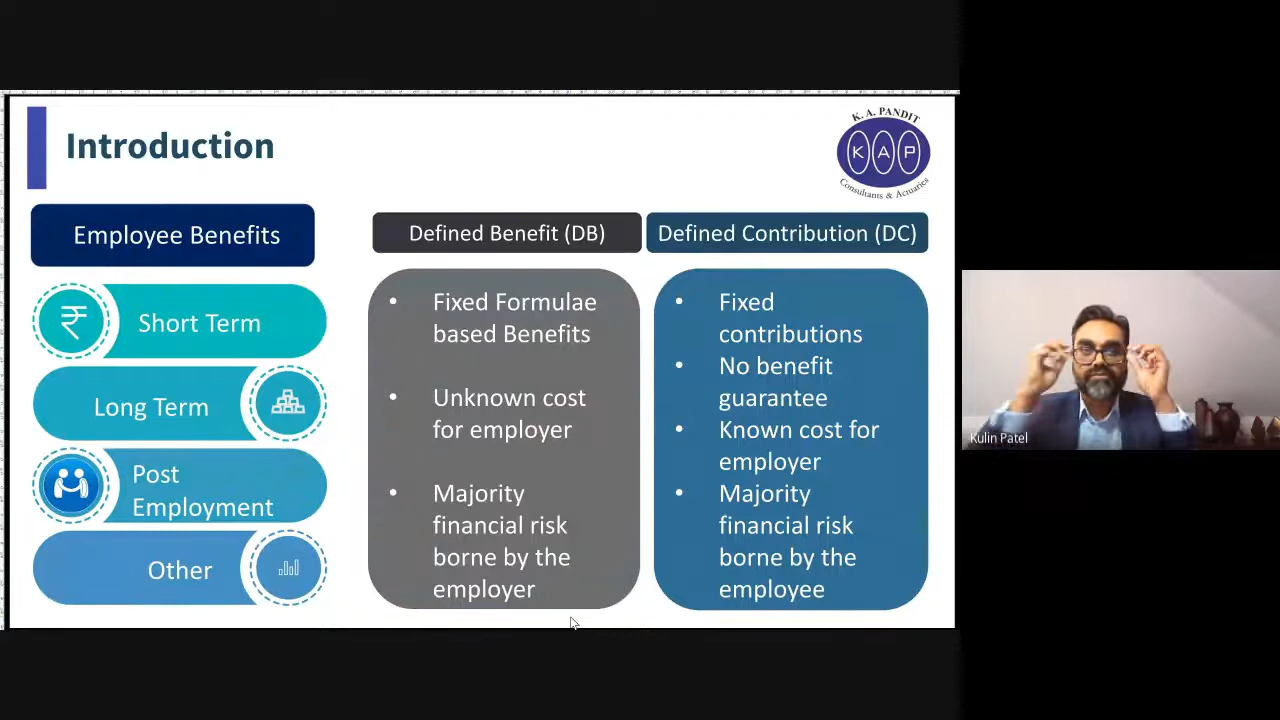 Introduction
K. A. PANDIT
K A P
Consultants & Actuaries
Employee Benefits
Short Term
Long Term
Post
Employment
Other
Defined Benefit (DB)
Fixed Formulae
based Benefits
Unknown cost
for employer
Majority
financial risk
borne by the
employer
Defined Contribution (DC)
Fixed
contributions
No benefit
guarantee
Known cost for
employer
Majority
financial risk
borne by the
employee
Kulin Patel